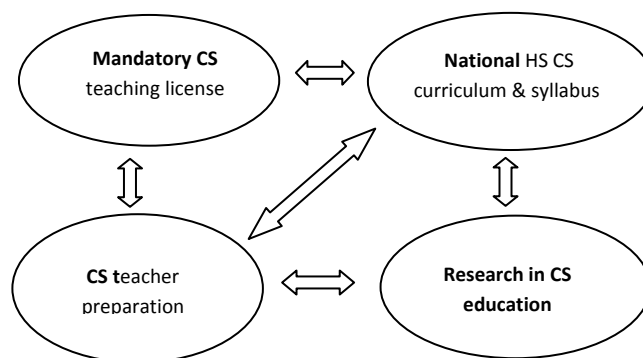 Mandatory CS
teaching license
National HS CS
curriculum & syllabus
CS teacher
preparation
Research in CS
education